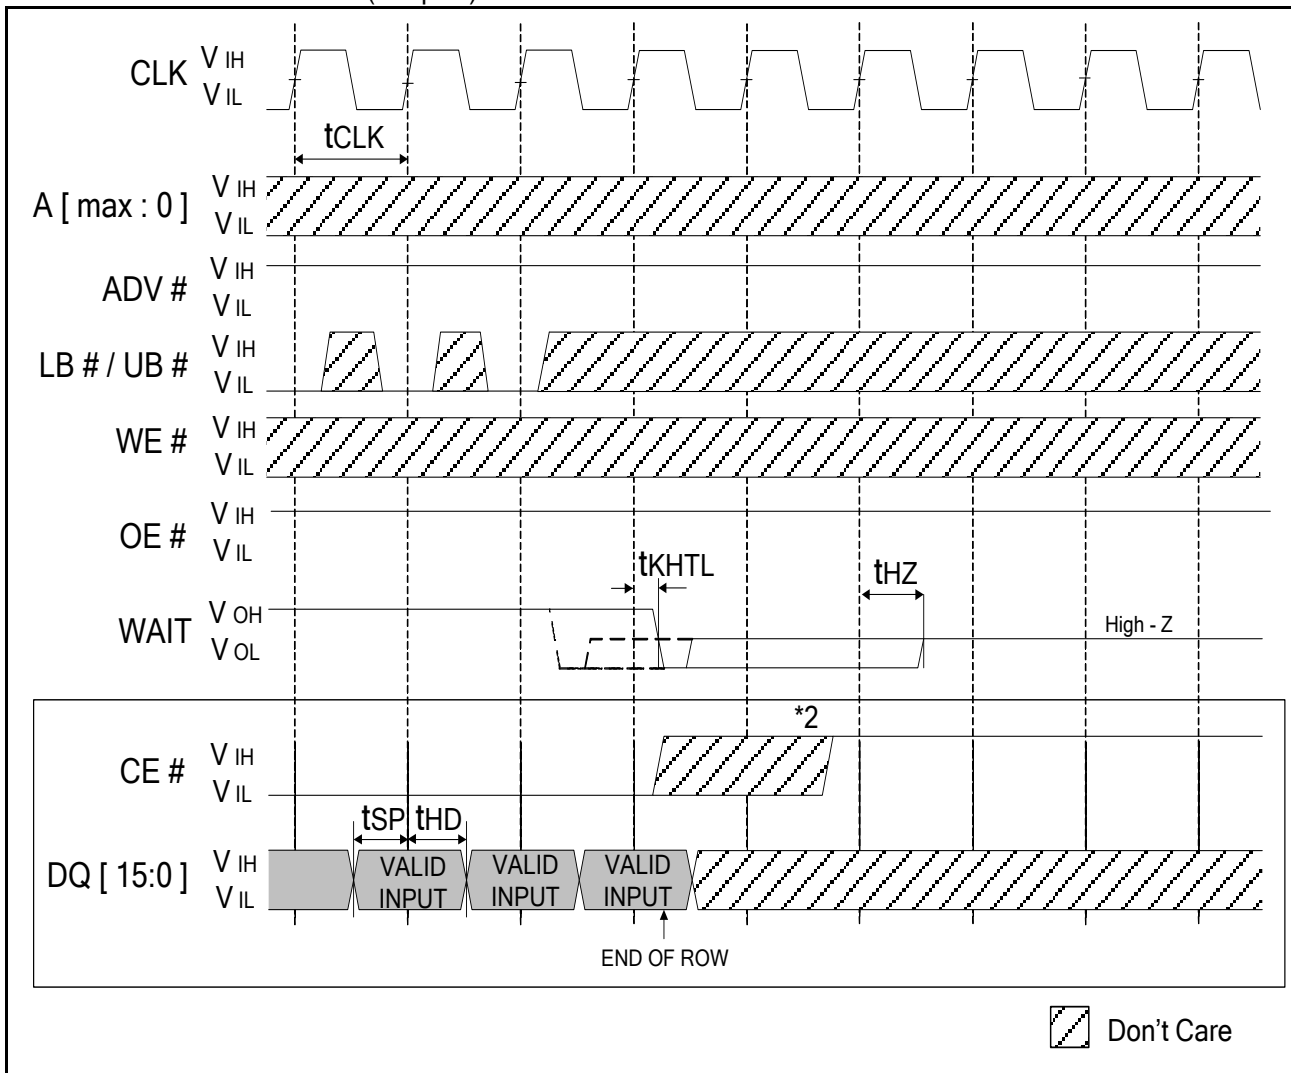 CLK V IH
V IL
tCLK
A [ max : 0 ] V IH
V IL
ADV # V IH
V IL
LB # / UB # V IH
V IL
WE # V IH
V IL
OE # V IH
V IL
tKHTL
tHZ
WAIT V OH
V OL
High - Z
*2
CE # V IH
V IL
tSP tHD
DQ [ 15:0 ] V IH
V IL
VALID INPUT
VALID INPUT
VALID INPUT
END OF ROW
Don't Care